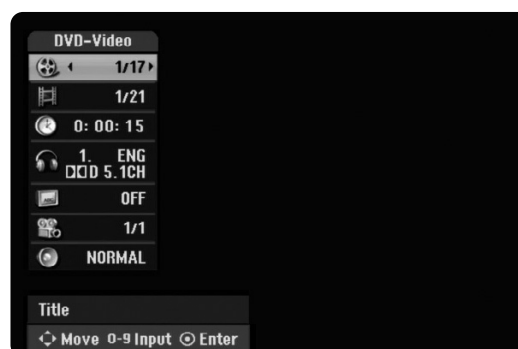 DVD-Video
1/17
1/21
0: 00: 15
1. ENG
D 5.1CH
OFF
1/1
NORMAL
Title
Move 0-9 Input Enter